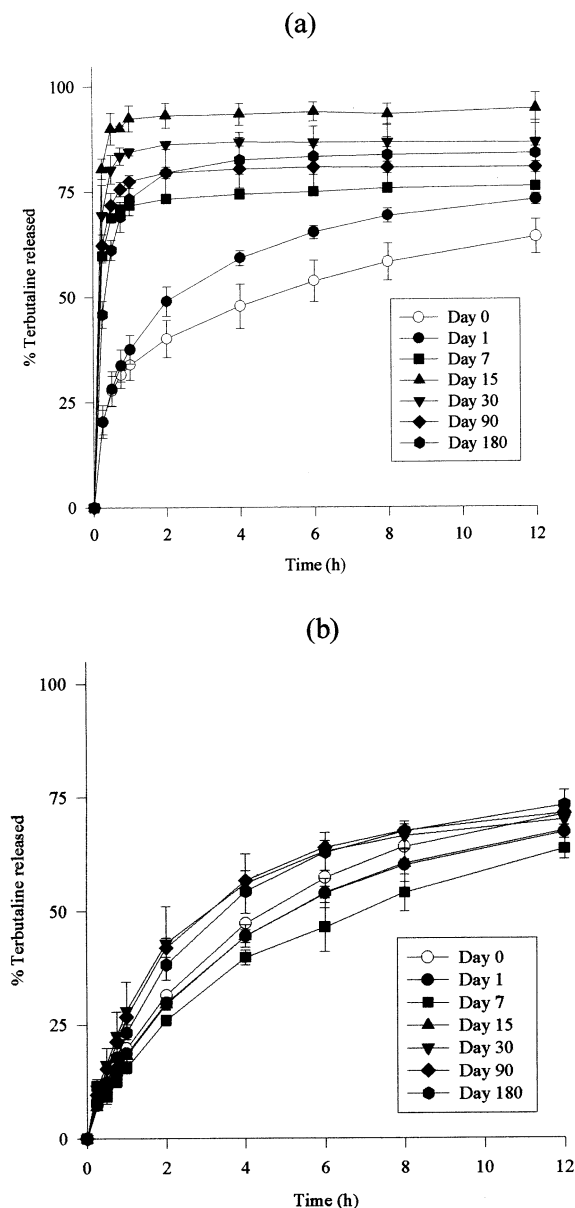 (a)
% Terbutaline released
100
75
50
25
0
Day 0
Day 1
Day 7
Day 15
Day 30
Day 90
Day 180
0 2 4 6 8 10 12
Time (h)
(b)
% Terbutaline released
100
75
50
25
0
Day 0
Day 1
Day 7
Day 15
Day 30
Day 90
Day 180
0 2 4 6 8 10 12
Time (h)